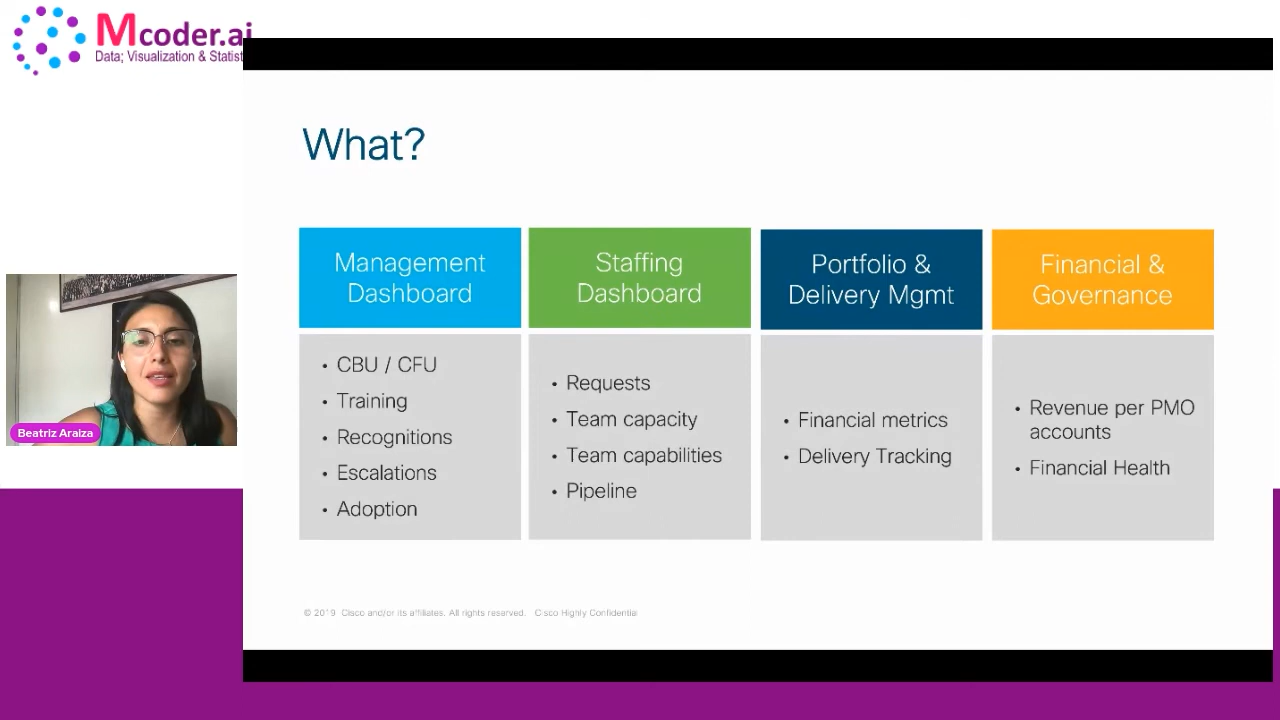 Mcoder.ai
Data; Visualization & Statist
What?
Management
Dashboard
• CBU / CFU
• Training
• Recognitions
• Escalations
• Adoption
Staffing
Dashboard
• Requests
• Team capacity
• Team capabilities
• Pipeline
Portfolio &
Delivery Mgmt
• Financial metrics
• Delivery Tracking
Financial &
Governance
• Revenue per PMO
accounts
• Financial Health
Beatriz Araiza
© 2019 Cisco and/or its affiliates. All rights reserved. Cisco Highly Confidential